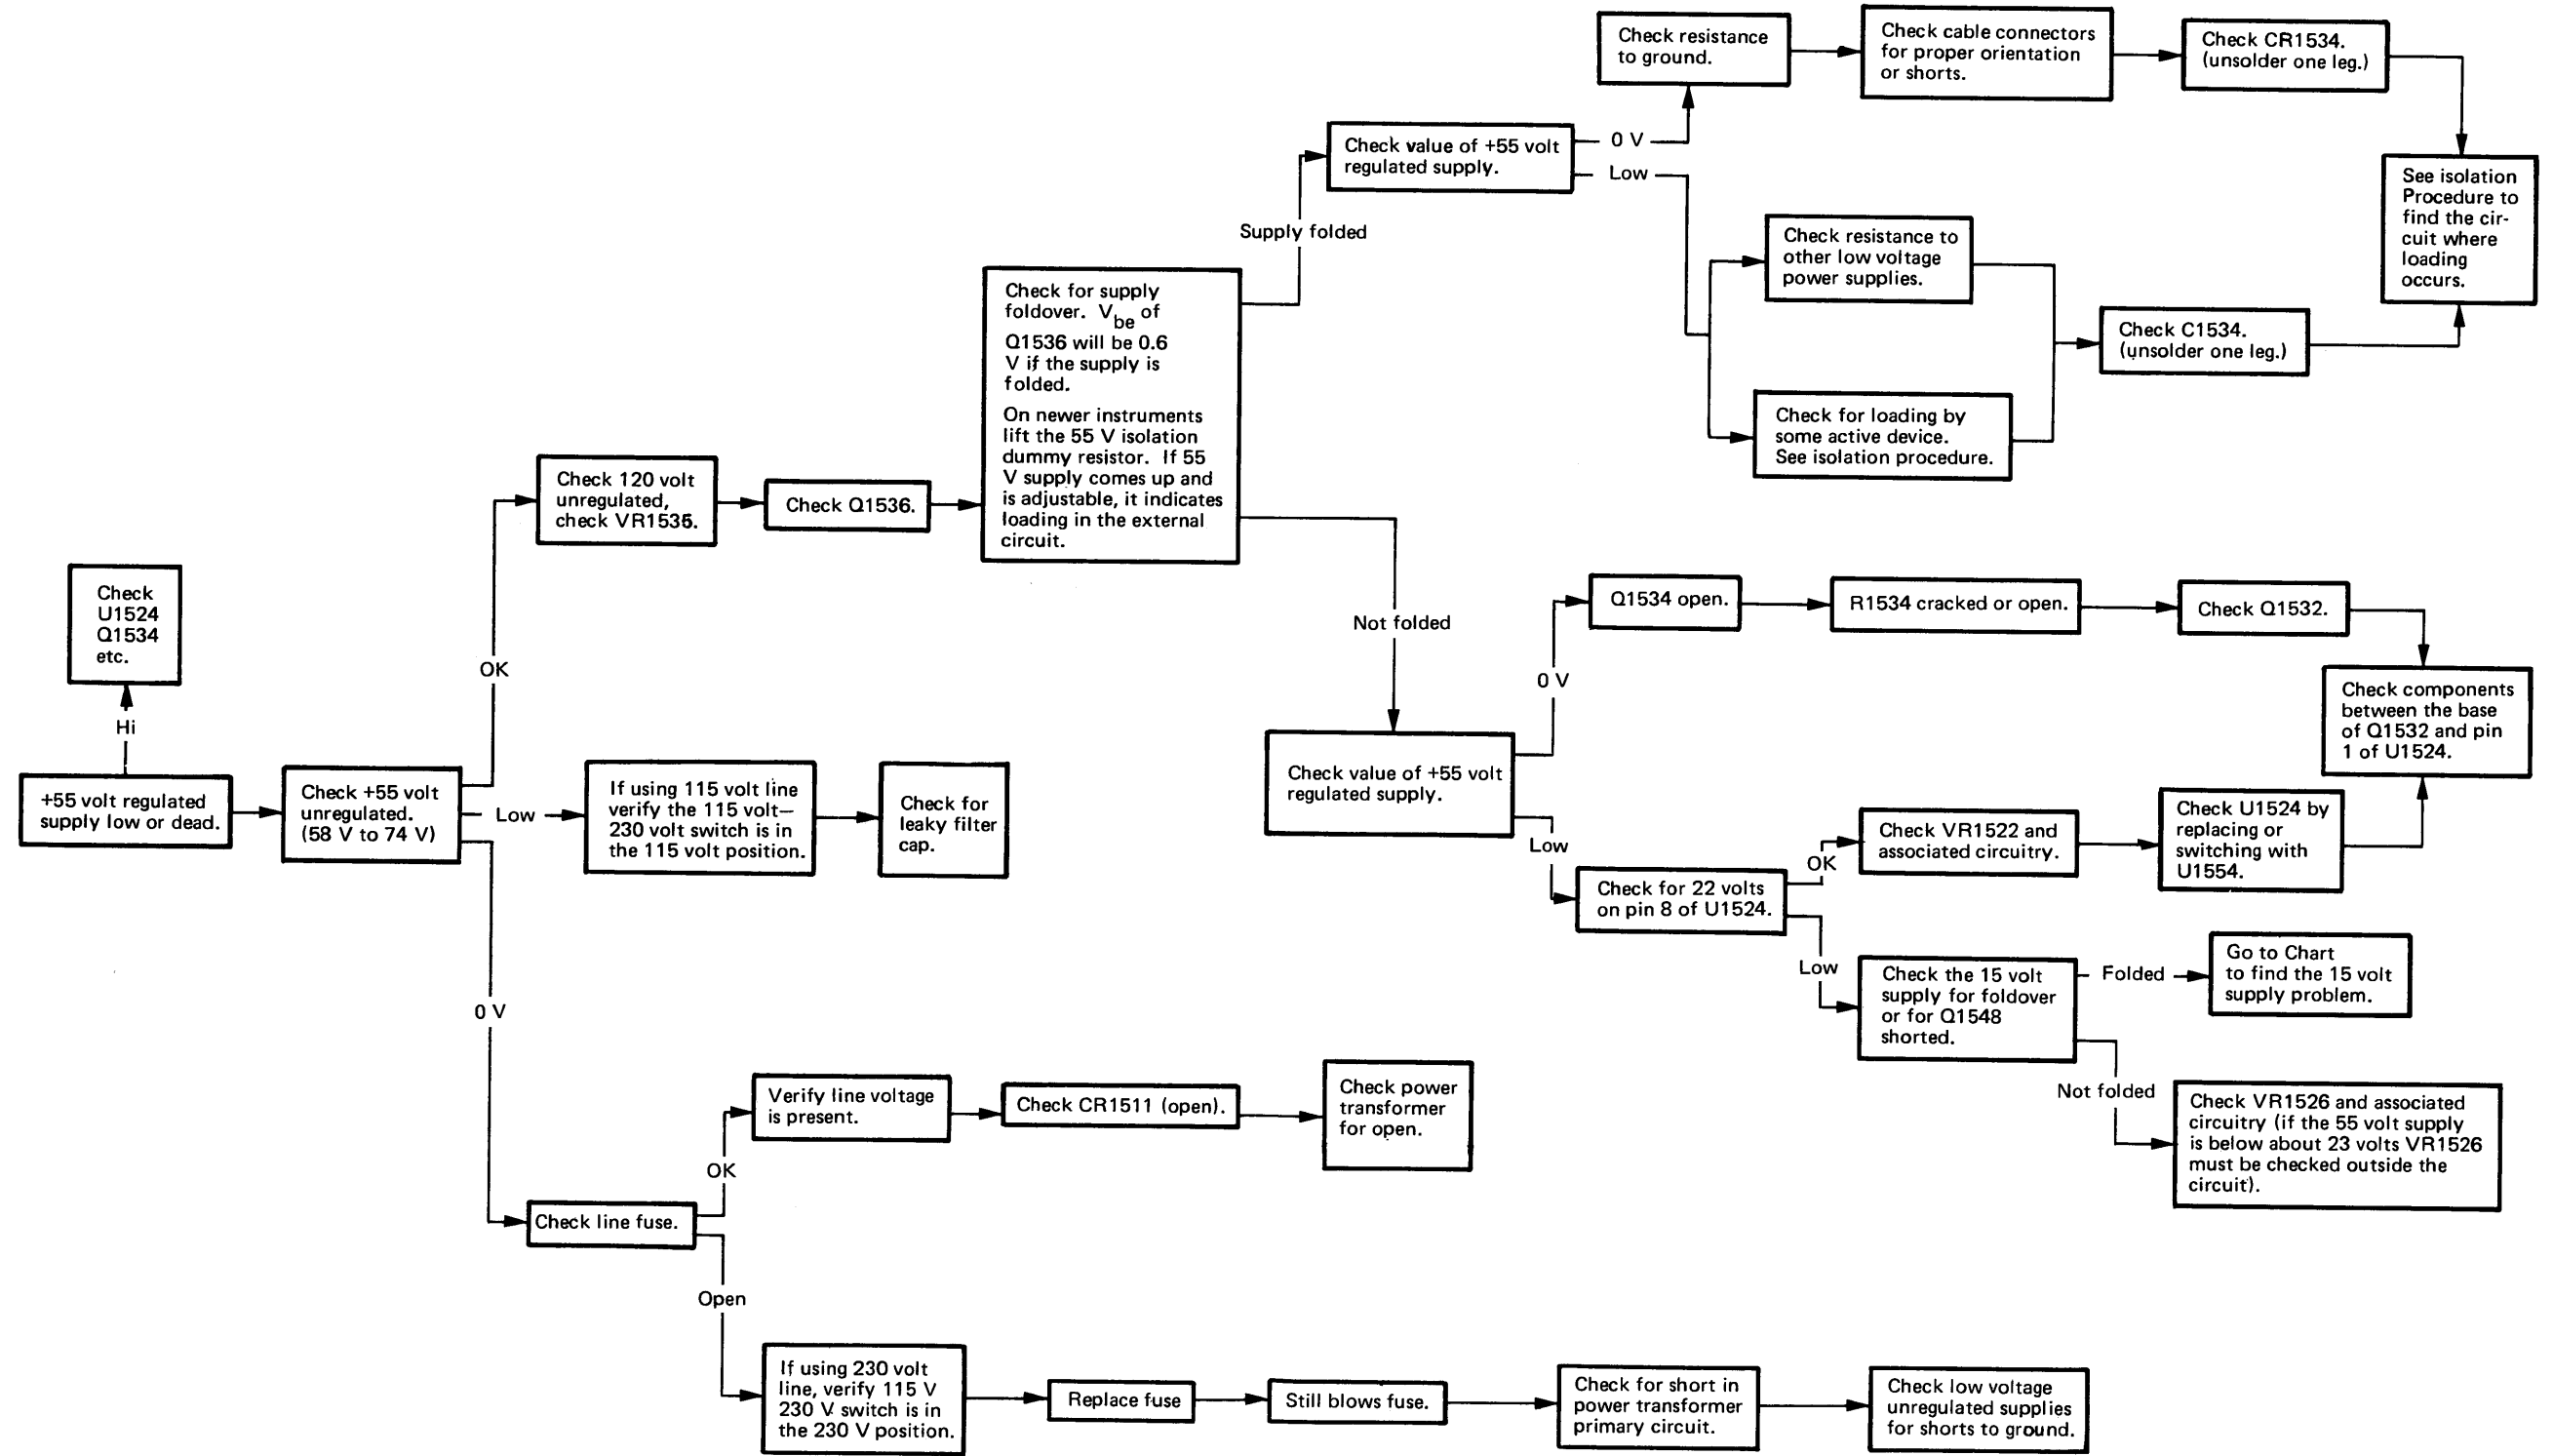 Check
U1524
Q1534
etc.
Hi
+55 volt regulated
supply low or dead.
Check +55 volt
unregulated.
(58 V to 74 V)
OK
Low
0 V
Check 120 volt
unregulated,
check VR1535.
Check Q1536.
Check for supply
foldover. Vbe of
Q1536 will be 0.6
V if the supply is
folded.
On newer instruments
lift the 55 V isolation
dummy resistor. If 55
V supply comes up and
is adjustable, it indicates
loading in the external
circuit.
Supply folded
Check value of +55 volt
regulated supply.
0 V
Low
Check resistance
to ground.
Check cable connectors
for proper orientation
or shorts.
Check CR1534.
(unsolder one leg.)
See isolation
Procedure to
find the cir-
cuit where
loading
occurs.
Check resistance to
other low voltage
power supplies.
Check for loading by
some active device.
See isolation procedure.
Check C1534.
(unsolder one leg.)
Not folded
Check value of +55 volt
regulated supply.
0 V
Low
Q1534 open.
R1534 cracked or open.
Check Q1532.
Check components
between the base
of Q1532 and pin
1 of U1524.
Check for 22 volts
on pin 8 of U1524.
OK
Low
Check VR1522 and
associated circuitry.
Check U1524 by
replacing or
switching with
U1554.
Check the 15 volt
supply for foldover
or for Q1548
shorted.
Folded
Go to Chart
to find the 15 volt
supply problem.
Not folded
Check VR1526 and associated
circuitry (if the 55 volt supply
is below about 23 volts VR1526
must be checked outside the
circuit).
If using 115 volt line
verify the 115 volt—
230 volt switch is in
the 115 volt position.
Check for
leaky filter
cap.
Check line fuse.
OK
Open
Verify line voltage
is present.
Check CR1511 (open).
Check power
transformer
for open.
If using 230 volt
line, verify 115 V
230 V switch is in
the 230 V position.
Replace fuse
Still blows fuse.
Check for short in
power transformer
primary circuit.
Check low voltage
unregulated supplies
for shorts to ground.